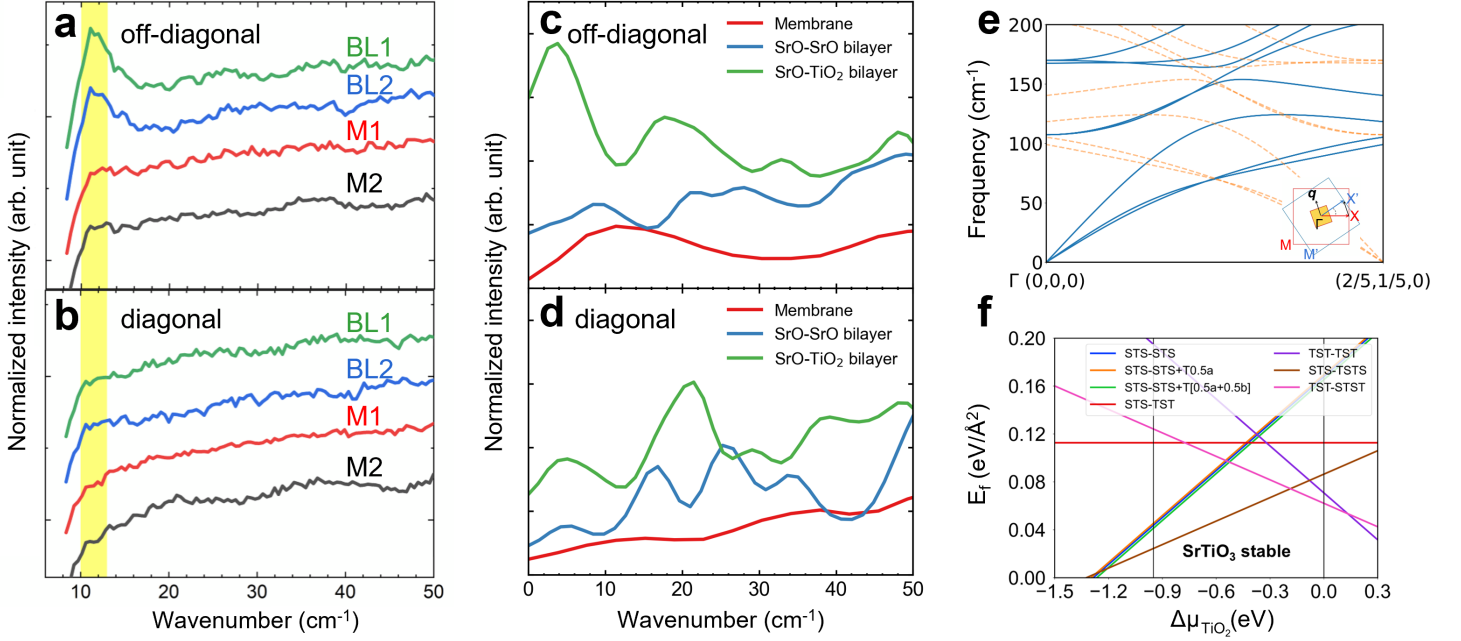 a
off-diagonal
BL1
BL2
M1
M2
b
diagonal
BL1
BL2
M1
M2
Normalized intensity (arb. unit)
10
20
30
40
50
Wavenumber (cm-1)
c
off-diagonal
Membrane
SrO-SrO bilayer
SrO-TiO2 bilayer
d
diagonal
Membrane
SrO-SrO bilayer
SrO-TiO2 bilayer
Normalized intensity (arb. unit)
0
10
20
30
40
50
Wavenumber (cm-1)
e
200
150
100
50
0
Frequency (cm-1)
q
Γ
X'
X
M
M'
Γ (0,0,0)
(2/5,1/5,0)
f
0.20
0.16
0.12
0.08
0.04
0.00
Ef (eV/Å2)
STS-STS
STS-STS+T0.5a
STS-STS+T[0.5a+0.5b]
STS-TST
TST-TST
STS-TSTS
TST-STST
SrTiO3 stable
−1.5
−1.2
−0.9
−0.6
−0.3
0.0
0.3
ΔμTiO2(eV)